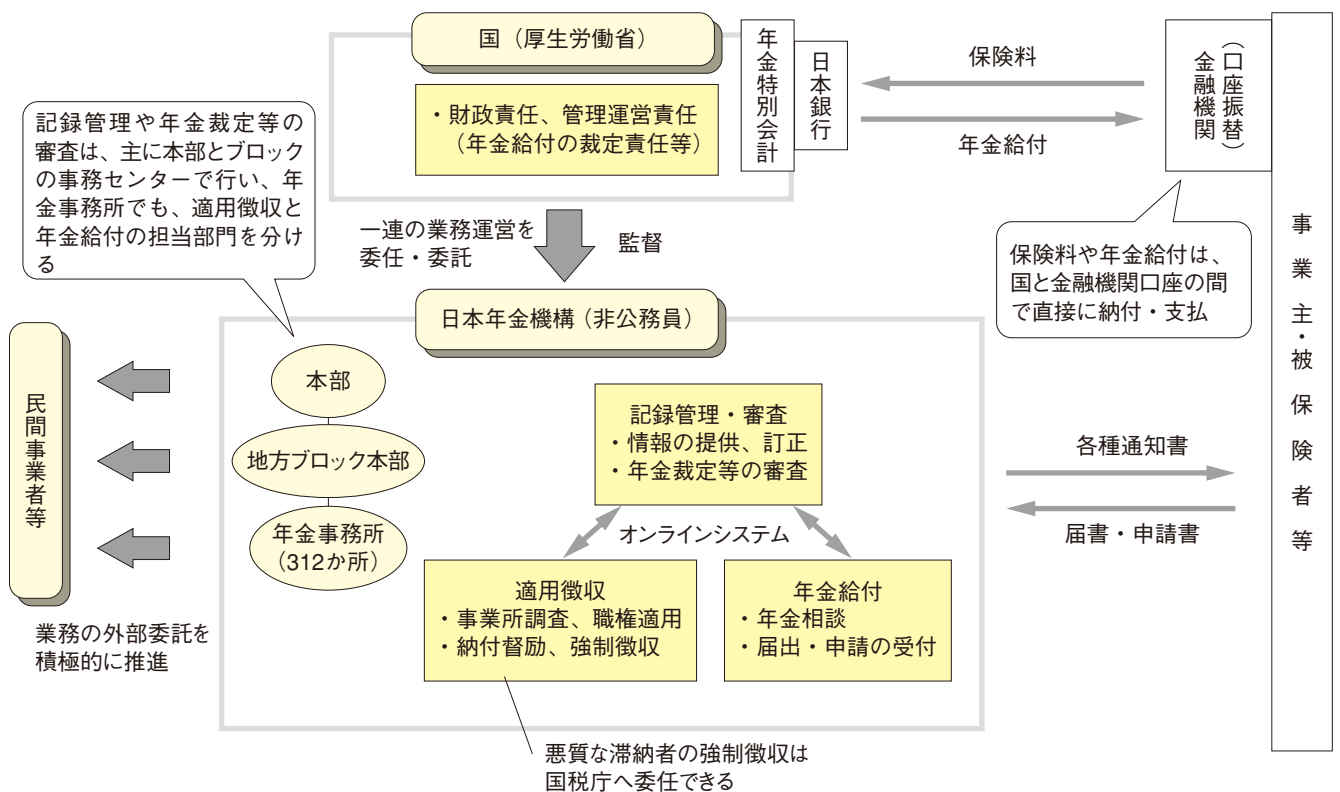 国（厚生労働省）
・財政責任、管理運営責任
（年金給付の裁定責任等）
年金特別会計
日本銀行
保険料
年金給付
（口座振替）
金融機関
事業主・被保険者等
記録管理や年金裁定等の
審査は、主に本部とブロック
の事務センターで行い、年
金事務所でも、適用徴収と
年金給付の担当部門を分け
る
一連の業務運営を
委任・委託
監督
保険料や年金給付は、
国と金融機関口座の間
で直接に納付・支払
日本年金機構（非公務員）
民間事業者等
本部
地方ブロック本部
年金事務所
（312か所）
記録管理・審査
・情報の提供、訂正
・年金裁定等の審査
オンラインシステム
各種通知書
届書・申請書
適用徴収
・事業所調査、職権適用
・納付督励、強制徴収
年金給付
・年金相談
・届出・申請の受付
業務の外部委託を
積極的に推進
悪質な滞納者の強制徴収は
国税庁へ委任できる